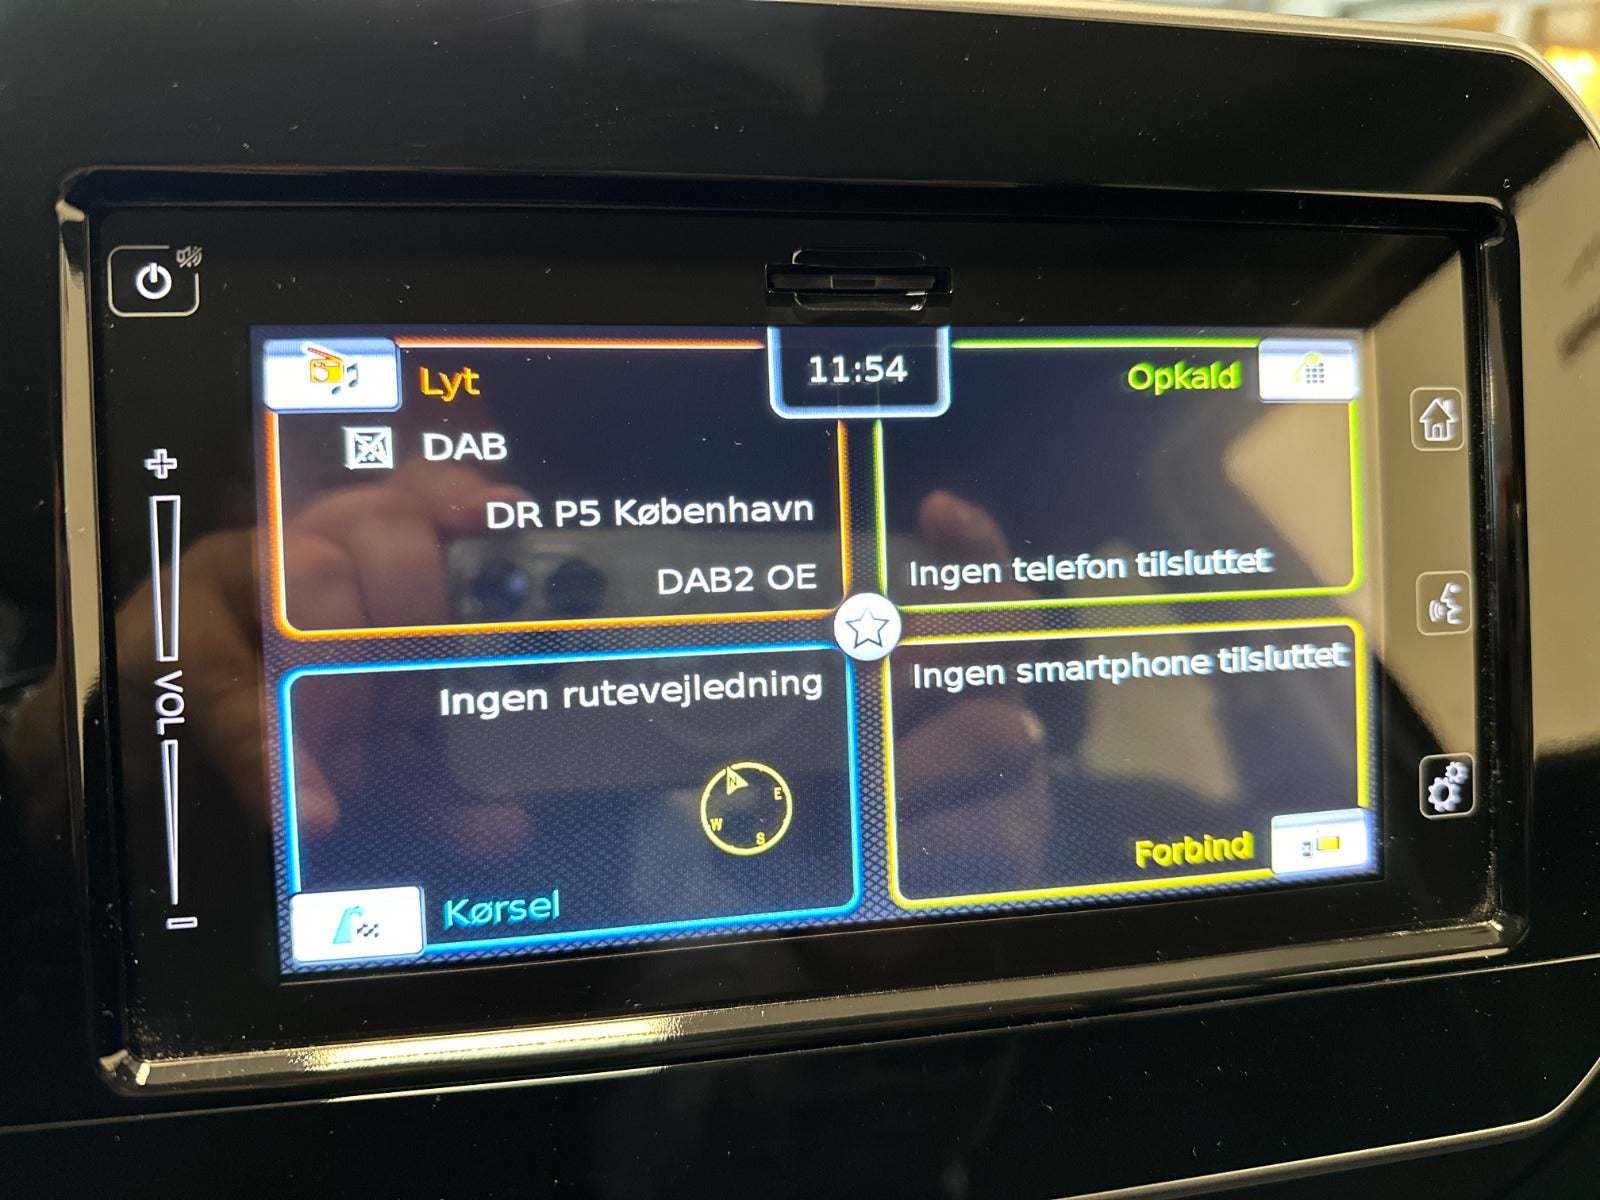 11:54
Lyt
DAB
DR P5 København
DAB2 OE
Opkald
Ingen telefon tilsluttet
Ingen rutevejledning
N
E
W
S
Kørsel
Ingen smartphone tilsluttet
Forbind
VOL